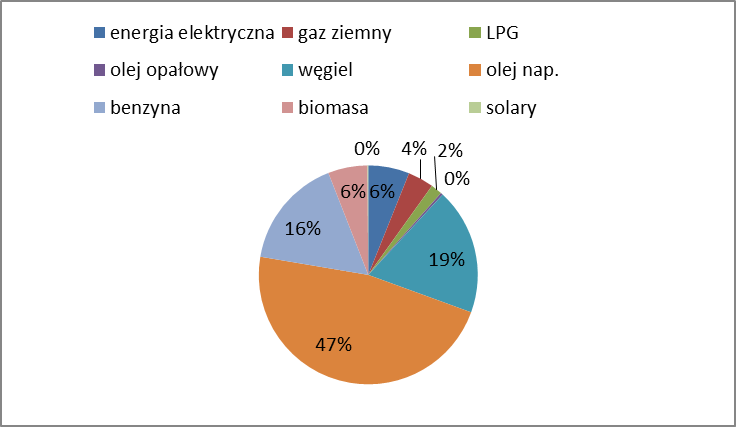 energia elektryczna gaz ziemny LPG
olej opałowy węgiel olej nap.
benzyna biomasa solary
0% 4% 2%
0%
6% 6%
16%
19%
47%